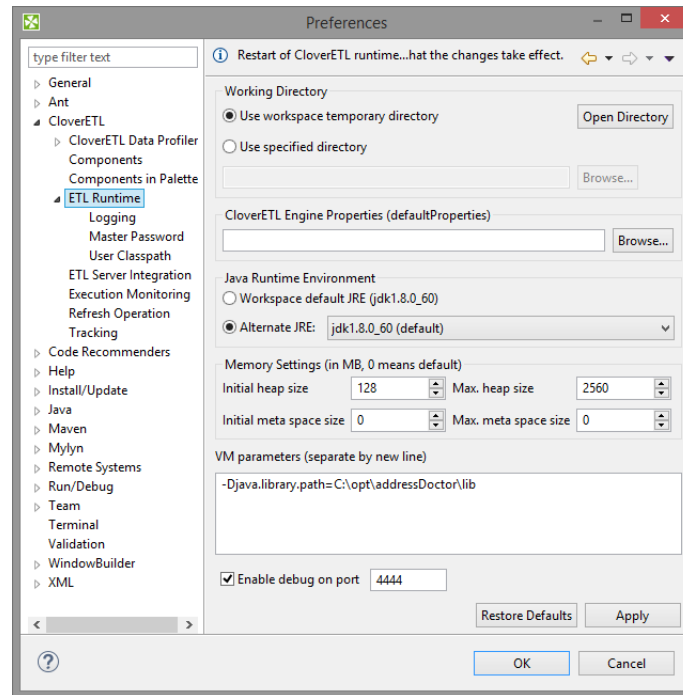 Preferences
type filter text
General
Ant
CloverETL
CloverETL Data Profiler
Components
Components in Palette
ETL Runtime
Logging
Master Password
User Classpath
ETL Server Integration
Execution Monitoring
Refresh Operation
Tracking
Code Recommenders
Help
Install/Update
Java
Maven
Mylyn
Remote Systems
Run/Debug
Team
Terminal
Validation
WindowBuilder
XML
Restart of CloverETL runtime...hat the changes take effect.
Working Directory
Use workspace temporary directory Open Directory
Use specified directory
Browse...
CloverETL Engine Properties (defaultProperties)
Browse...
Java Runtime Environment
Workspace default JRE (jdk1.8.0_60)
Alternate JRE: jdk1.8.0_60 (default)
Memory Settings (in MB, 0 means default)
Initial heap size 128 Max. heap size 2560
Initial meta space size 0 Max. meta space size 0
VM parameters (separate by new line)
-Djava.library.path=C:\opt\addressDoctor\lib
Enable debug on port 4444
Restore Defaults Apply
OK Cancel